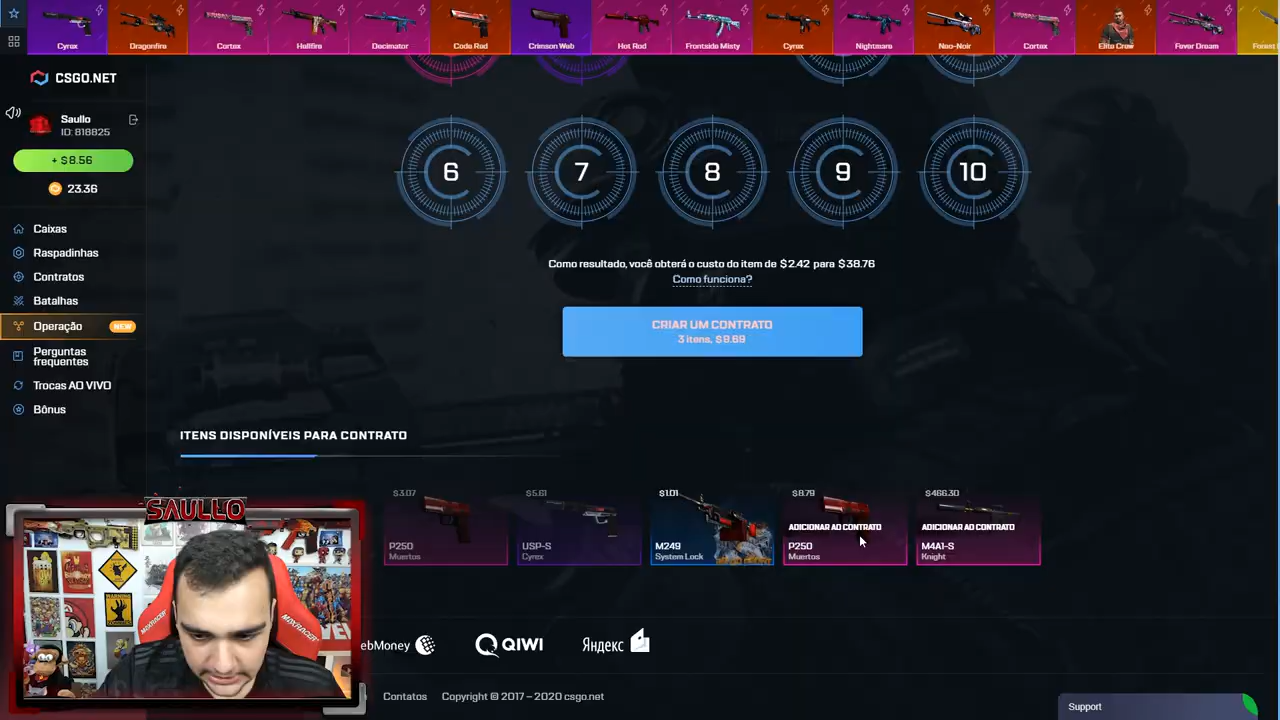 Cyrex
Dragonfire
Cortex
Hellfire
Decimator
Code Red
Crimson Web
Hot Rod
Frontside Misty
Cyrex
Nightmare
Neo-Noir
Cortex
Elite Crew
Fever Dream
Forest
CSGO.NET
Saullo
ID: 818825
+ $8.56
23.36
Caixas
Raspadinhas
Contratos
Batalhas
Operação NEW
Perguntas
frequentes
Trocas AO VIVO
Bônus
6 7 8 9 10
Como resultado, você obterá o custo do item de $2.42 para $38.76
Como funciona?
CRIAR UM CONTRATO
3 itens, $9.69
ITENS DISPONÍVEIS PARA CONTRATO
$3.07
P250
Muertos
$5.61
USP-S
Cyrex
$1.01
M249
System Lock
$8.79
ADICIONAR AO CONTRATO
P250
Muertos
$466.30
ADICIONAR AO CONTRATO
M4A1-S
Knight
SAULLO
MAXRACER
MAXRACER
ebMoney
QIWI
Яндекс
Contatos Copyright © 2017 – 2020 csgo.net
Support